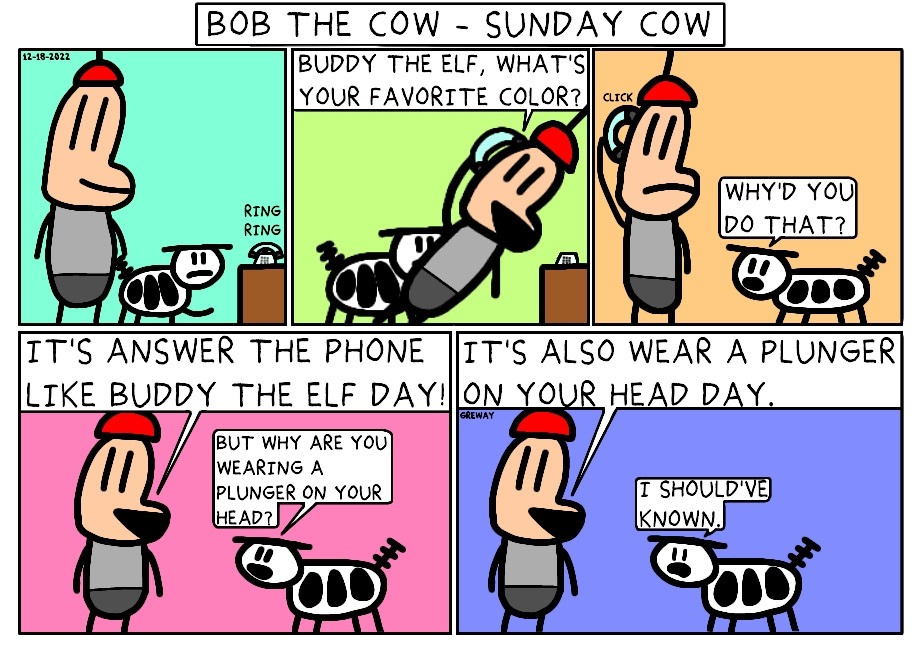 BOB THE COW - SUNDAY COW
12-18-2022
RING
RING
BUDDY THE ELF, WHAT'S
YOUR FAVORITE COLOR?
CLICK
WHY'D YOU
DO THAT?
IT'S ANSWER THE PHONE
LIKE BUDDY THE ELF DAY!
BUT WHY ARE YOU
WEARING A
PLUNGER ON YOUR
HEAD?
IT'S ALSO WEAR A PLUNGER
ON YOUR HEAD DAY.
GREWAY
I SHOULD'VE
KNOWN.